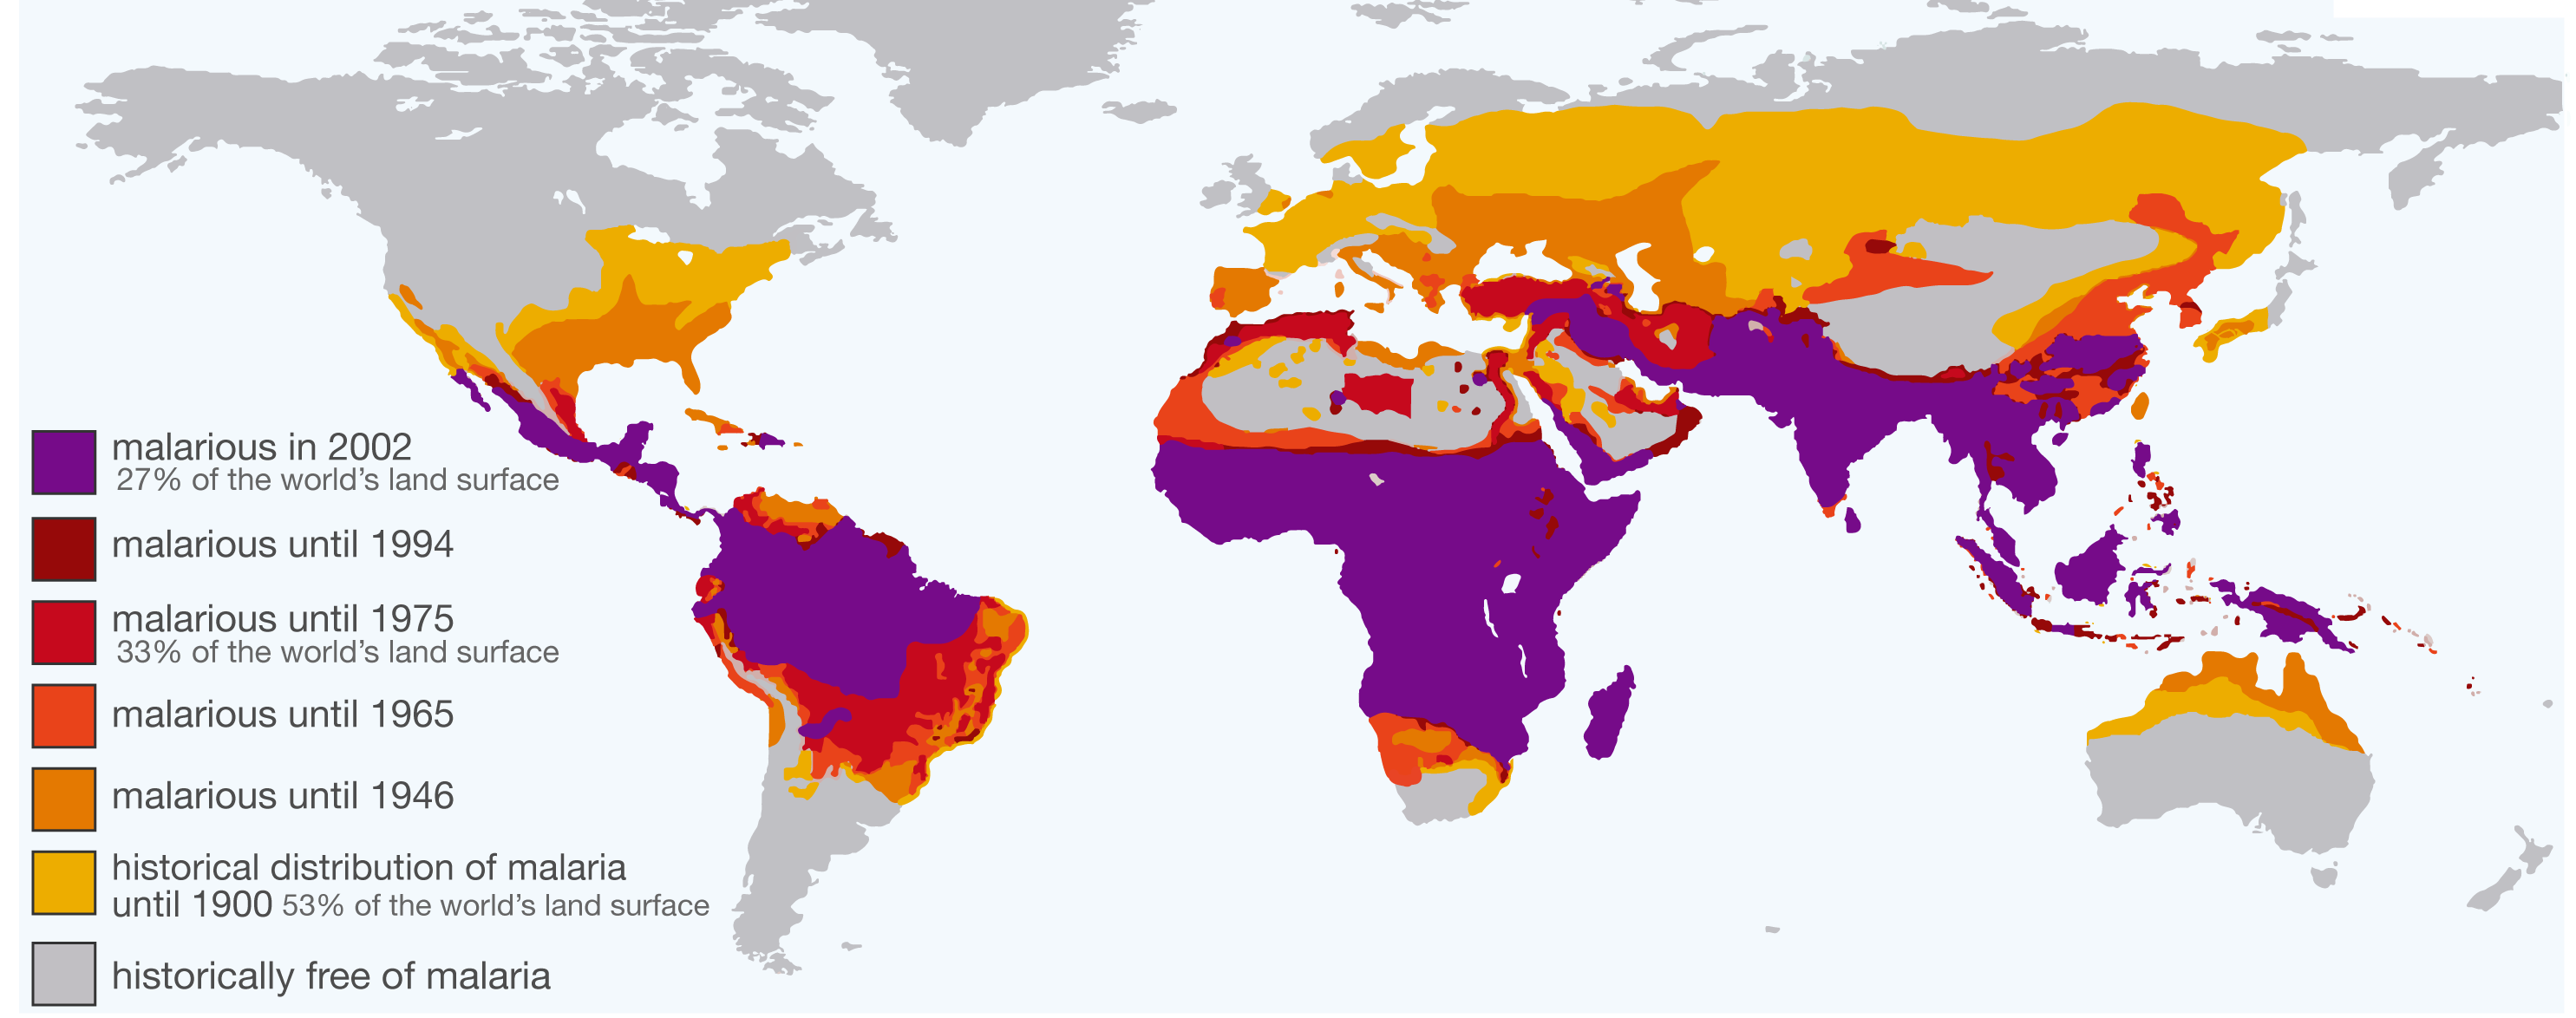 malarious in 2002
27% of the world's land surface
malarious until 1994
malarious until 1975
33% of the world's land surface
malarious until 1965
malarious until 1946
historical distribution of malaria
until 1900 53% of the world's land surface
historically free of malaria